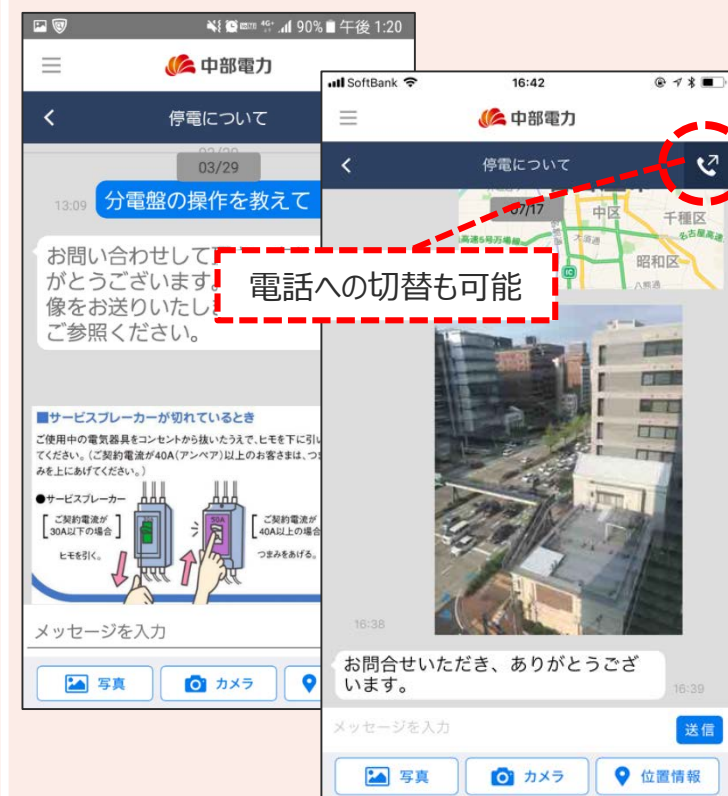 90% 午後 1:20
中部電力
停電について
03/29
13:09
分電盤の操作を教えて
お問い合わせして
がとうございます。
像をお送りいたし
ご参照ください。
■サービスブレーカーが切れているとき
ご使用中の電気器具をコンセントから抜いたうえで、ヒモを下に引い
てください。(ご契約電流が40A(アンペア)以上のお客さまは、つま
みを上にあげてください。)
●サービスブレーカー
ご契約電流が
30A以下の場合
ヒモを引く。
50A
ご契約電流が
40A以上の場合
つまみをあげる。
メッセージを入力
写真
カメラ
SoftBank
16:42
中部電力
停電について
07/17
中区
千種区
昭和区
名古屋高速
電話への切替も可能
16:38
お問合せいただき、ありがとうござ
います。
16:39
メッセージを入力
送信
写真
カメラ
位置情報